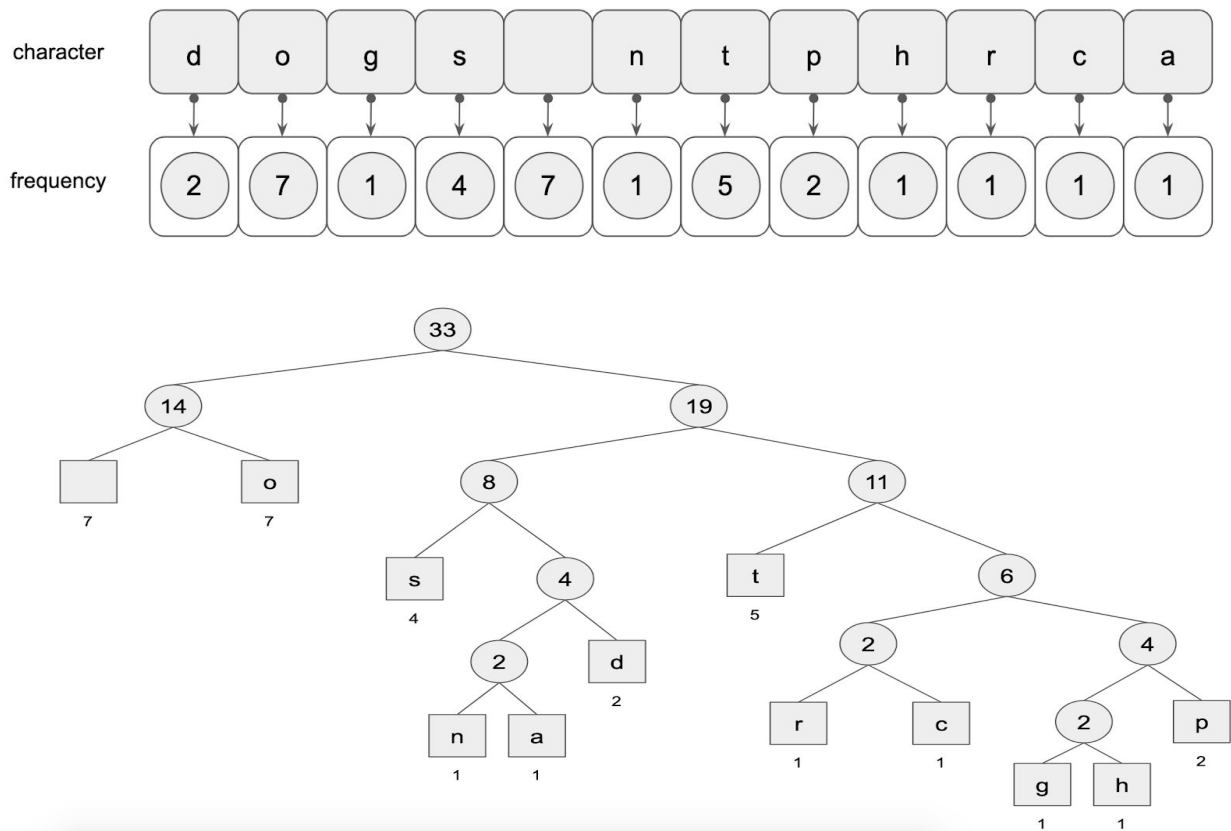 character d o g s n t p h r c a
frequency 2 7 1 4 7 1 5 2 1 1 1 1
33
14 19
8 11
o
7 7
s 4 t 6
4 5
2 d 2 4
2
n a r c 2 p
1 1 1 1 2
g h
1 1